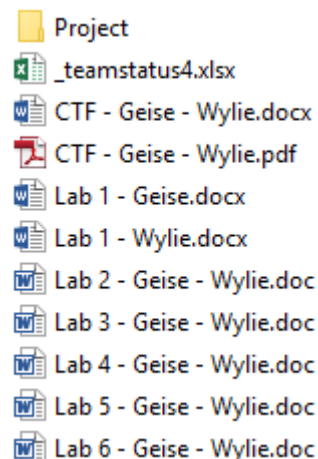 Project
_teamstatus4.xlsx
CTF - Geise - Wylie.docx
CTF - Geise - Wylie.pdf
Lab 1 - Geise.docx
Lab 1 - Wylie.docx
Lab 2 - Geise - Wylie.doc
Lab 3 - Geise - Wylie.doc
Lab 4 - Geise - Wylie.doc
Lab 5 - Geise - Wylie.doc
Lab 6 - Geise - Wylie.doc